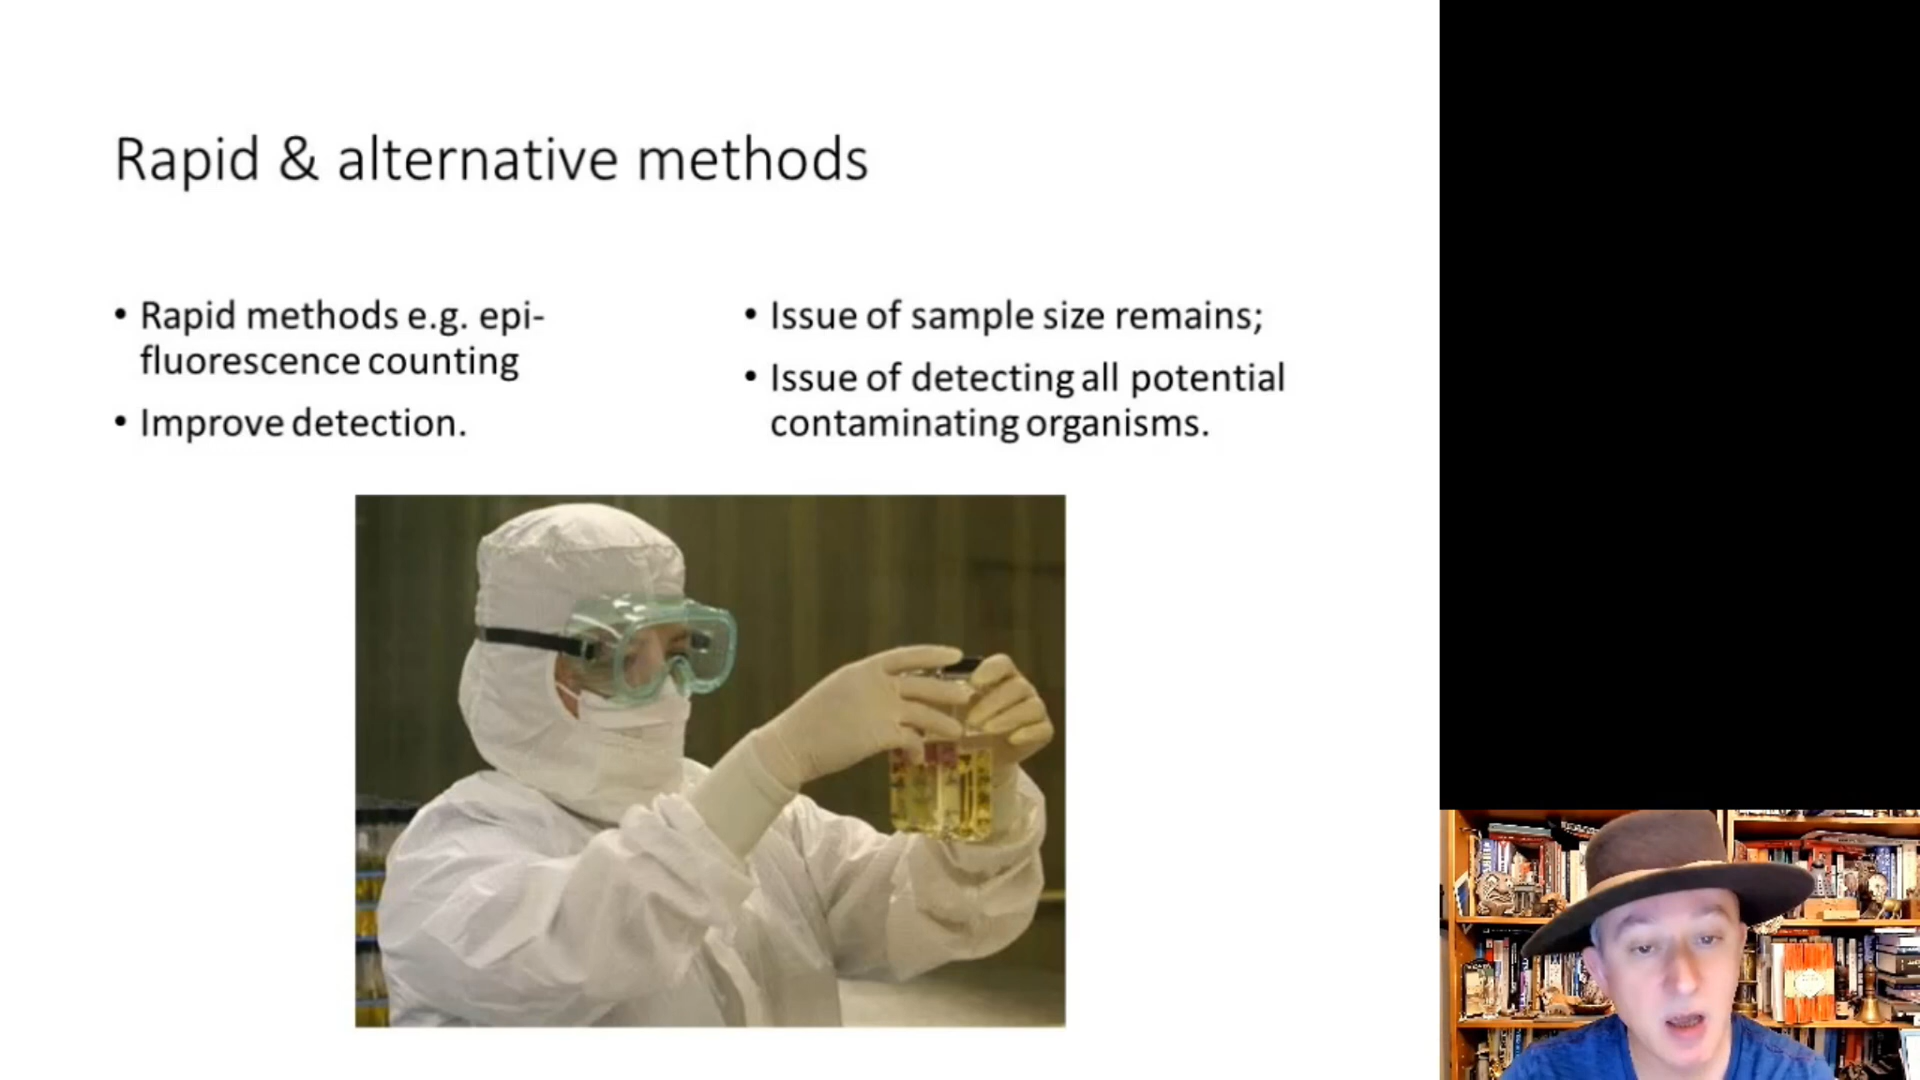 Rapid & alternative methods
• Rapid methods e.g. epi-
fluorescence counting
• Improve detection.
• Issue of sample size remains;
• Issue of detecting all potential
contaminating organisms.